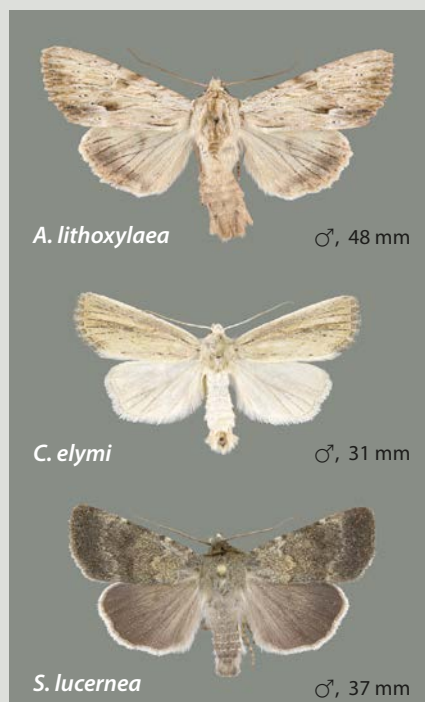 A. lithoxylaea ♂, 48 mm
C. elymi ♂, 31 mm
S. lucernea ♂, 37 mm